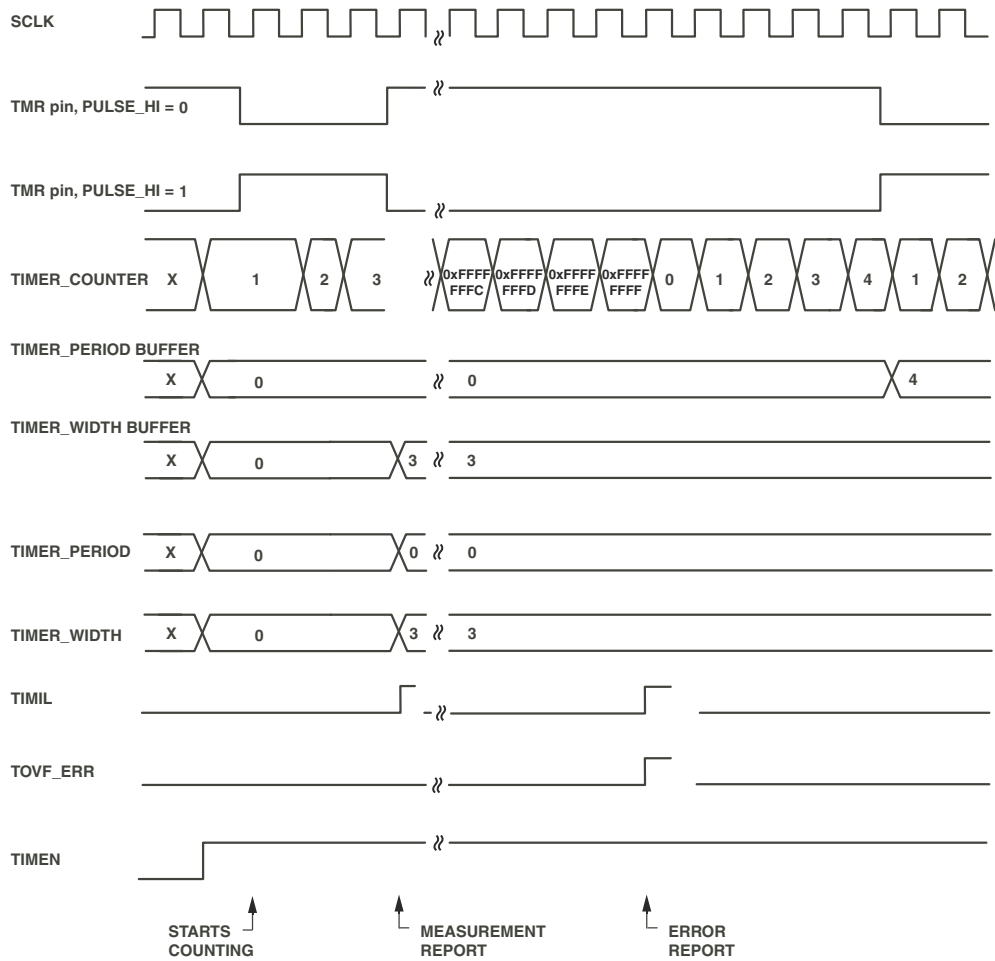 SCLK
TMR pin, PULSE_HI = 0
TMR pin, PULSE_HI = 1
TIMER_COUNTER X 1 2 3 0xFFFF FFFC 0xFFFF FFFD 0xFFFF FFFE 0xFFFF FFFF 0 1 2 3 4 1 2
TIMER_PERIOD BUFFER
X 0 0 4
TIMER_WIDTH BUFFER
X 0 3 3
TIMER_PERIOD X 0 0 0
TIMER_WIDTH X 0 3 3
TIMIL
TOVF_ERR
TIMEN
STARTS COUNTING
MEASUREMENT REPORT
ERROR REPORT